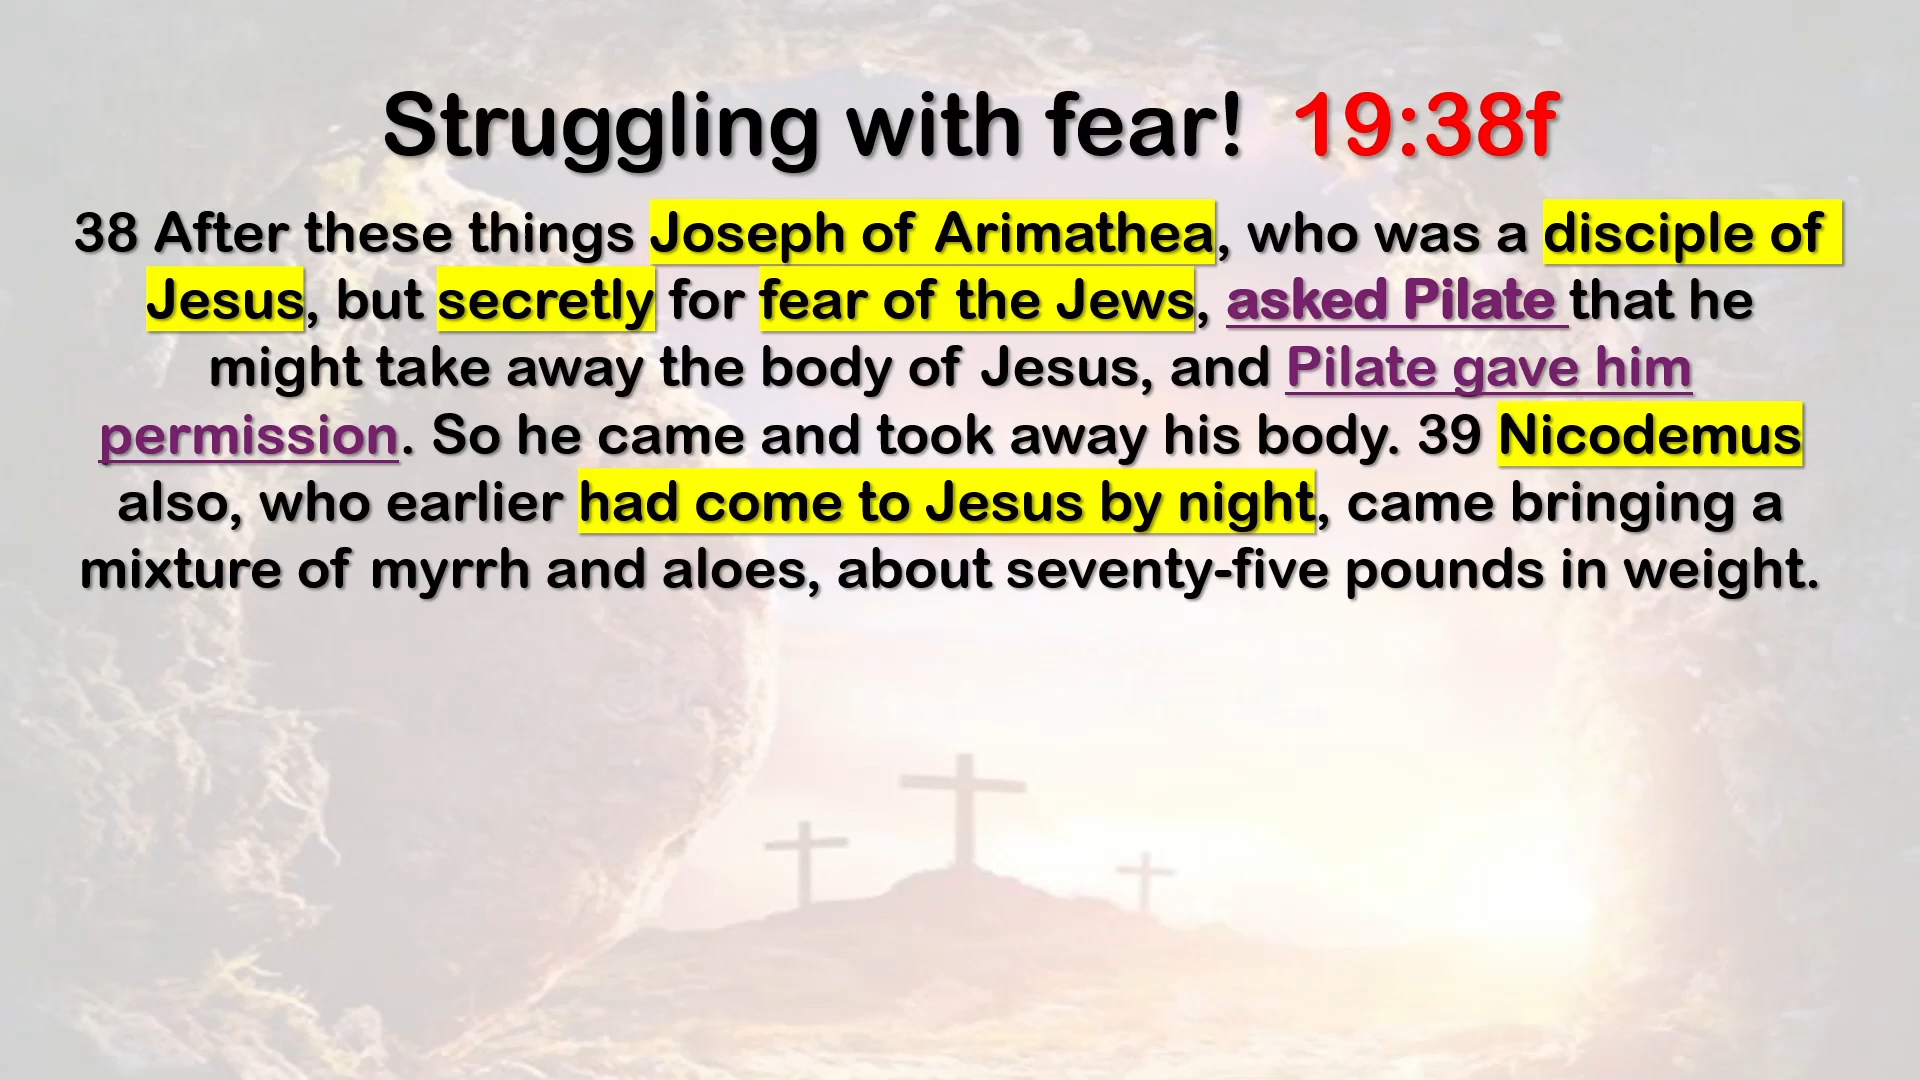 Struggling with fear! 19:38f
38 After these things Joseph of Arimathea, who was a disciple of
Jesus, but secretly for fear of the Jews, asked Pilate that he
might take away the body of Jesus, and Pilate gave him
permission. So he came and took away his body. 39 Nicodemus
also, who earlier had come to Jesus by night, came bringing a
mixture of myrrh and aloes, about seventy-five pounds in weight.